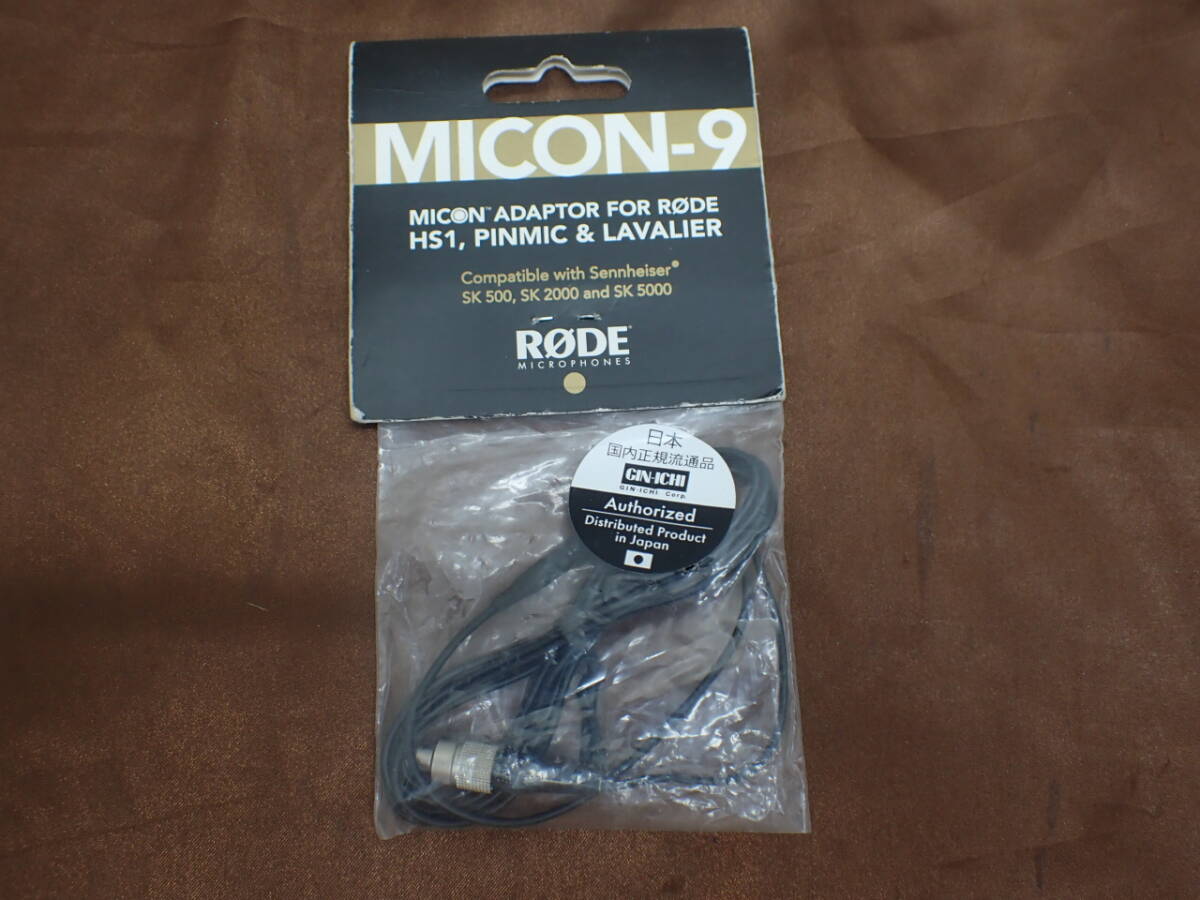 MICON-9
MICON™ ADAPTOR FOR RØDE
HS1, PINMIC & LAVALIER
Compatible with Sennheiser®
SK 500, SK 2000 and SK 5000
RØDE®
MICROPHONES
日本
国内正規流通品
GIN-ICHI
GIN-ICHI Corp.
Authorized
Distributed Product
in Japan